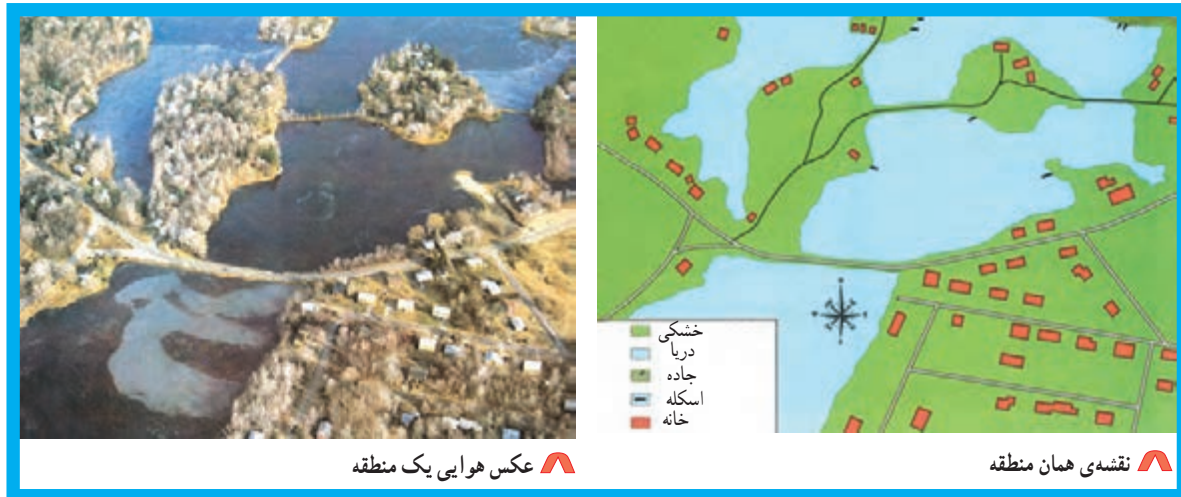 خشکی
دریا
جاده
اسکله
خانه
نقشه‌ی همان منطقه
عکس هوایی یک منطقه